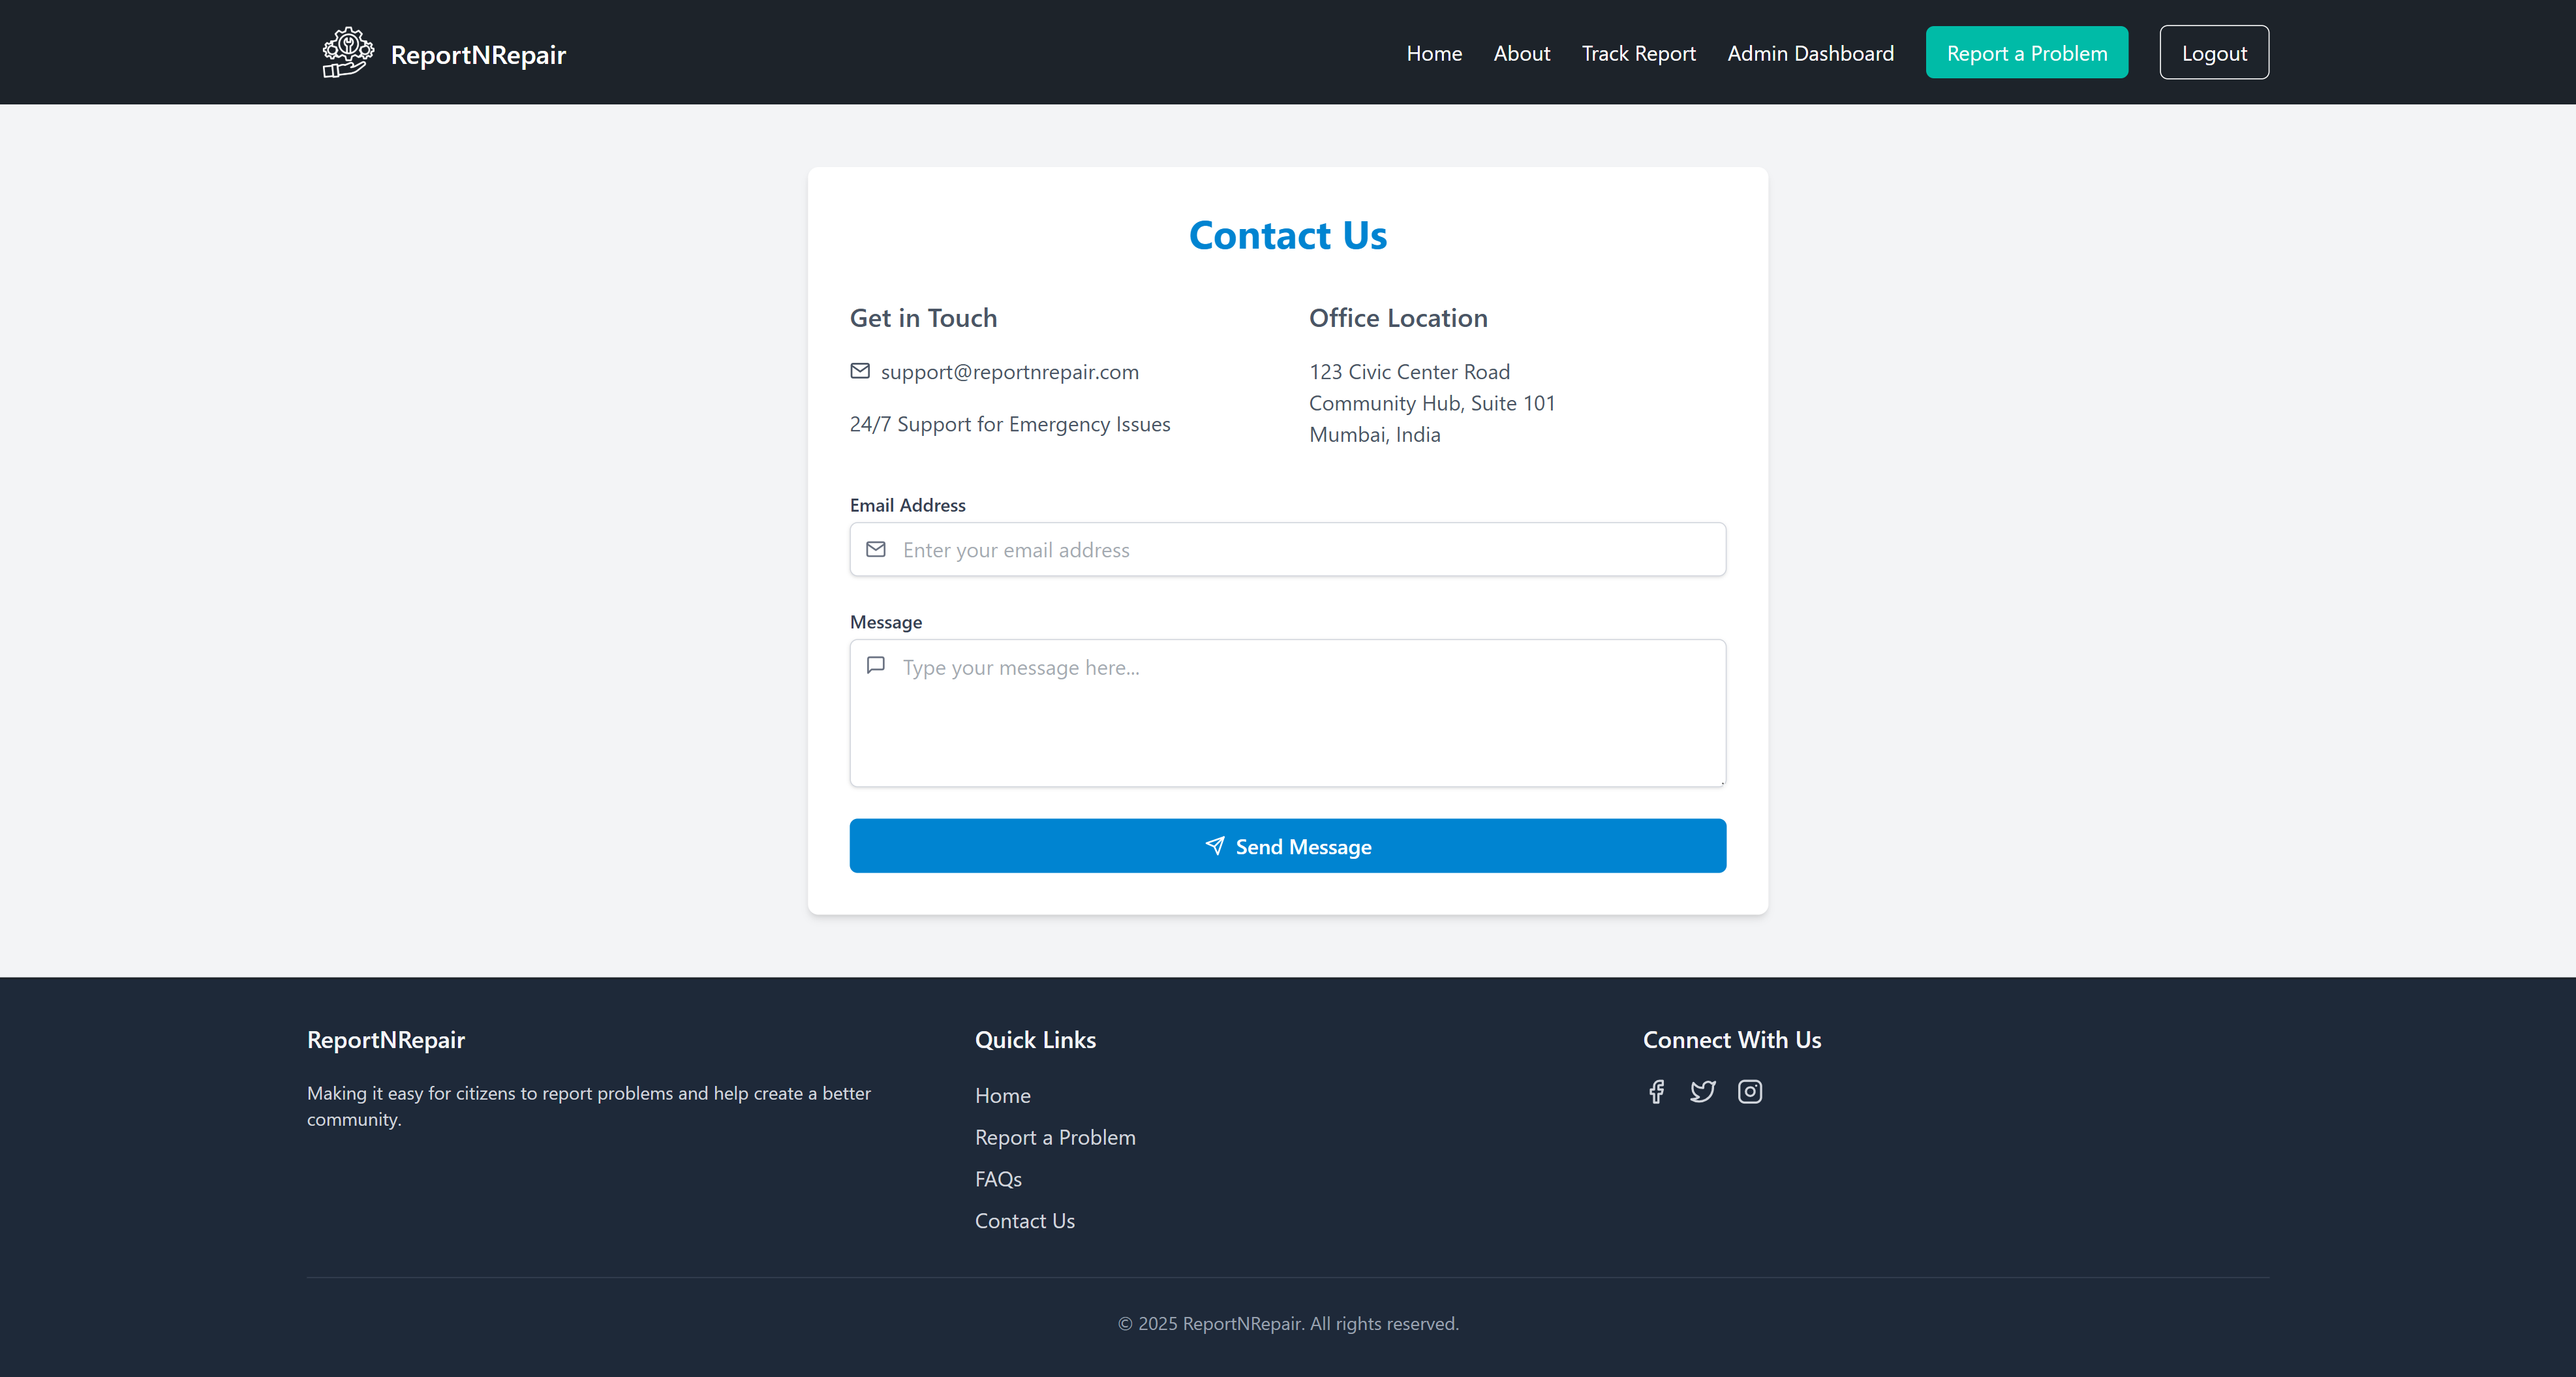 ReportNRepair
Home
About
Track Report
Admin Dashboard
Report a Problem
Logout
Contact Us
Get in Touch
support@reportnrepair.com
24/7 Support for Emergency Issues
Office Location
123 Civic Center Road
Community Hub, Suite 101
Mumbai, India
Email Address
Enter your email address
Message
Type your message here...
Send Message
ReportNRepair
Making it easy for citizens to report problems and help create a better
community.
Quick Links
Home
Report a Problem
FAQs
Contact Us
Connect With Us
© 2025 ReportNRepair. All rights reserved.